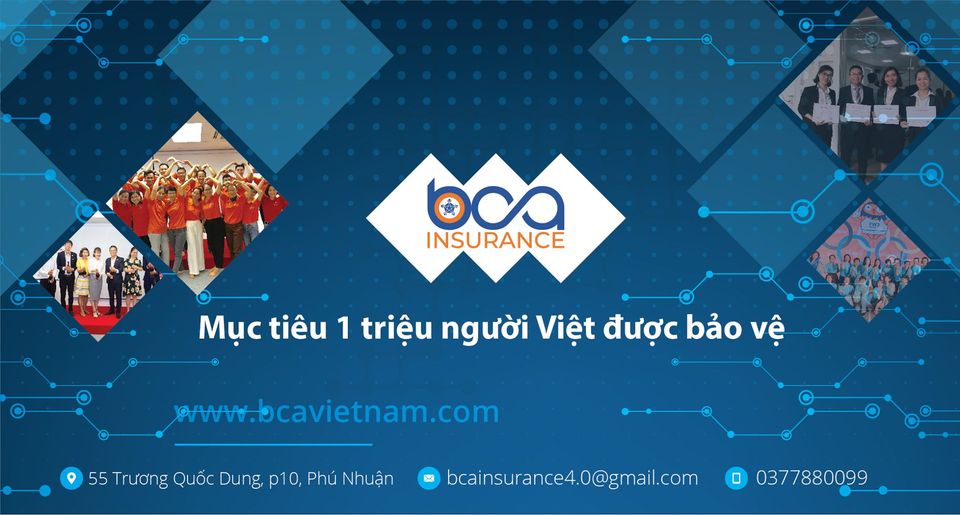 bca
INSURANCE
Mục tiêu 1 triệu người Việt được bảo vệ
www.bcavietnam.com
55 Trương Quốc Dung, p10, Phú Nhuận
bcainsurance4.0@gmail.com
0377880099